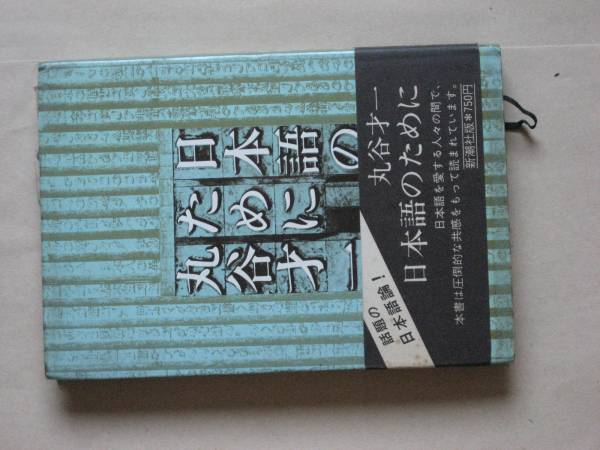 日本語の
ために
丸谷才一
丸谷才一
日本語のために
日本語を愛する人々の間で、
本書は圧倒的な共感をもって読まれています。
新潮社版*750円
話題の
日本語論!